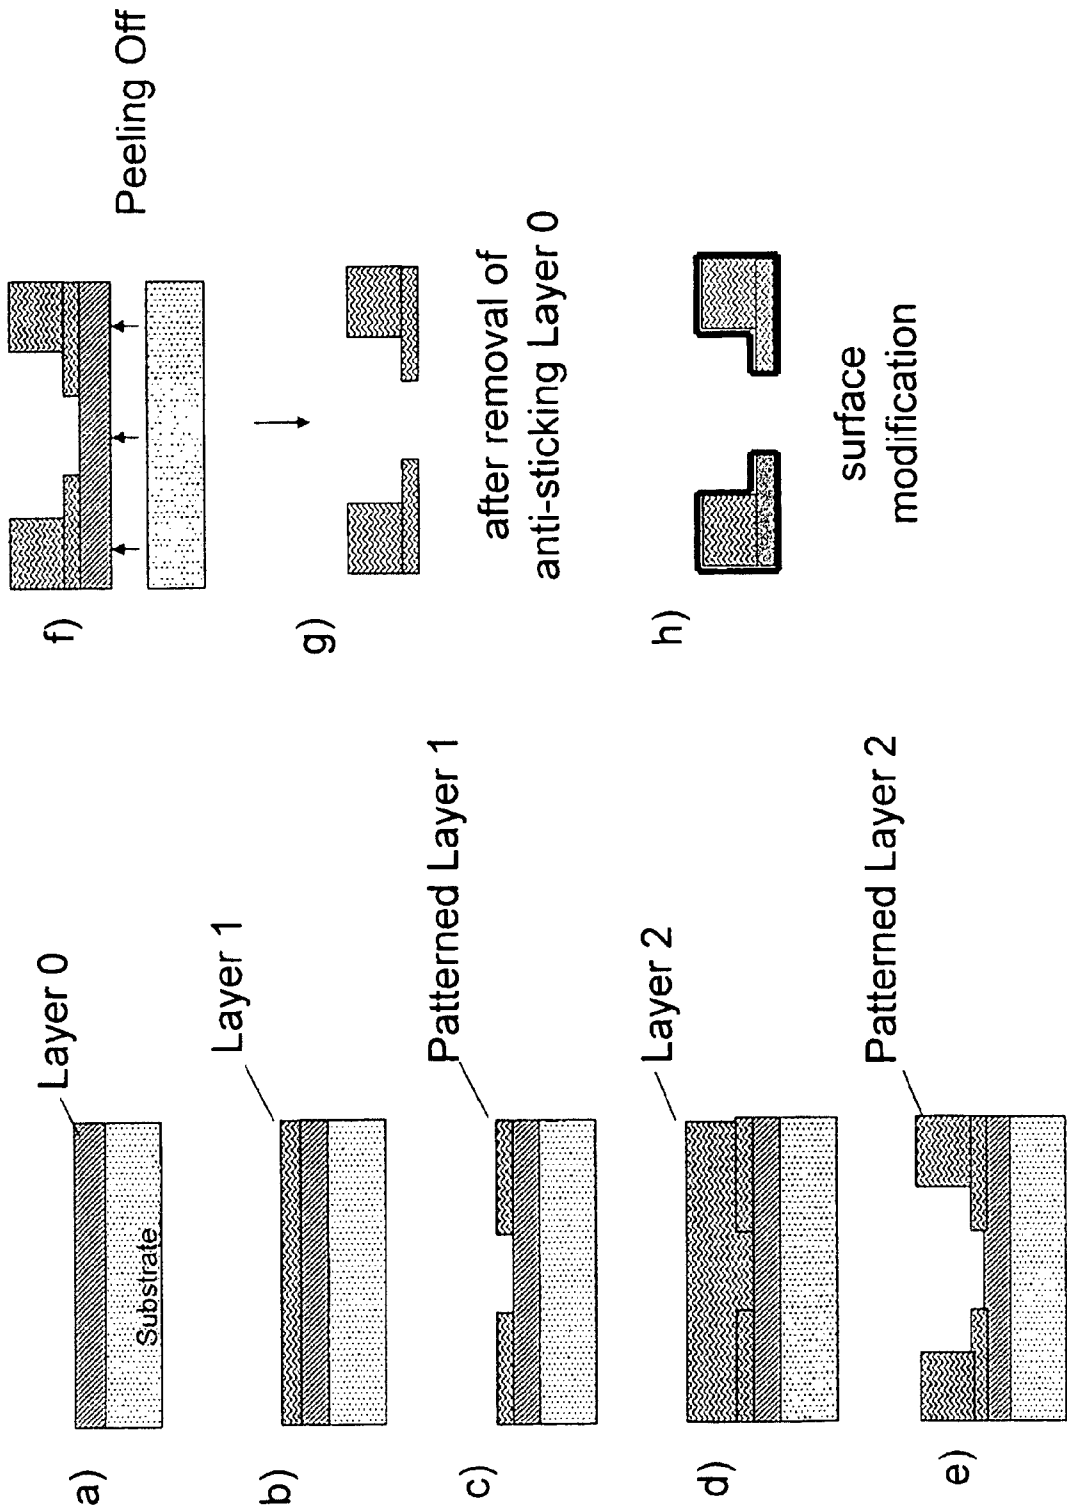 a)
Layer 0
Substrate
b)
Layer 1
c)
Patterned Layer 1
d)
Layer 2
e)
Patterned Layer 2
f)
Peeling Off
g)
after removal of
anti-sticking Layer 0
h)
surface
modification